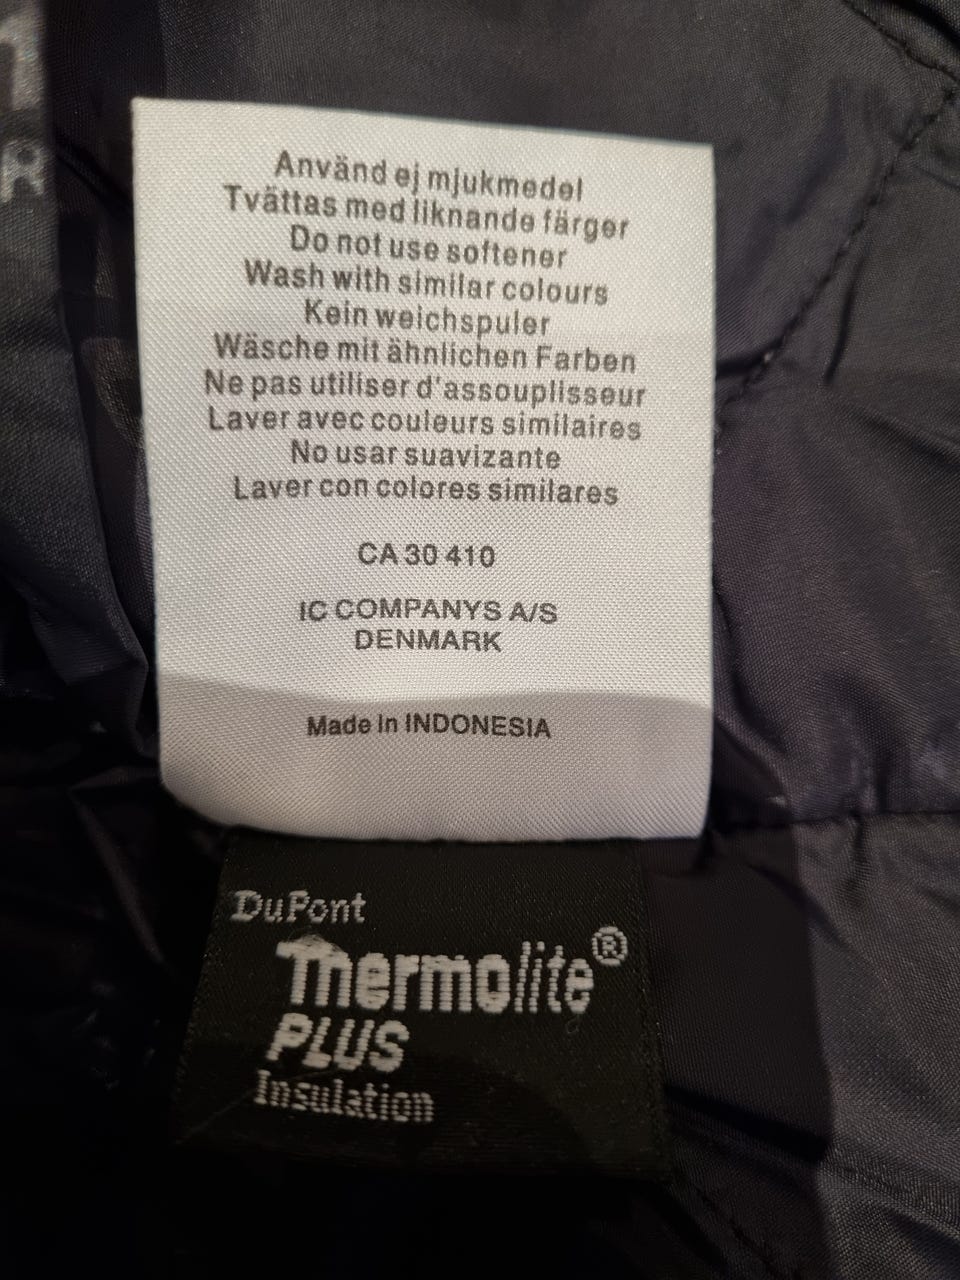 Använd ej mjukmedel
Tvättas med liknande färger
Do not use softener
Wash with similar colours
Kein weichspuler
Wäsche mit ähnlichen Farben
Ne pas utiliser d'assouplisseur
Laver avec couleurs similaires
No usar suavizante
Laver con colores similares
CA 30 410
IC COMPANYS A/S
DENMARK
Made in INDONESIA
DuPont
Thermolite®
PLUS
Insulation